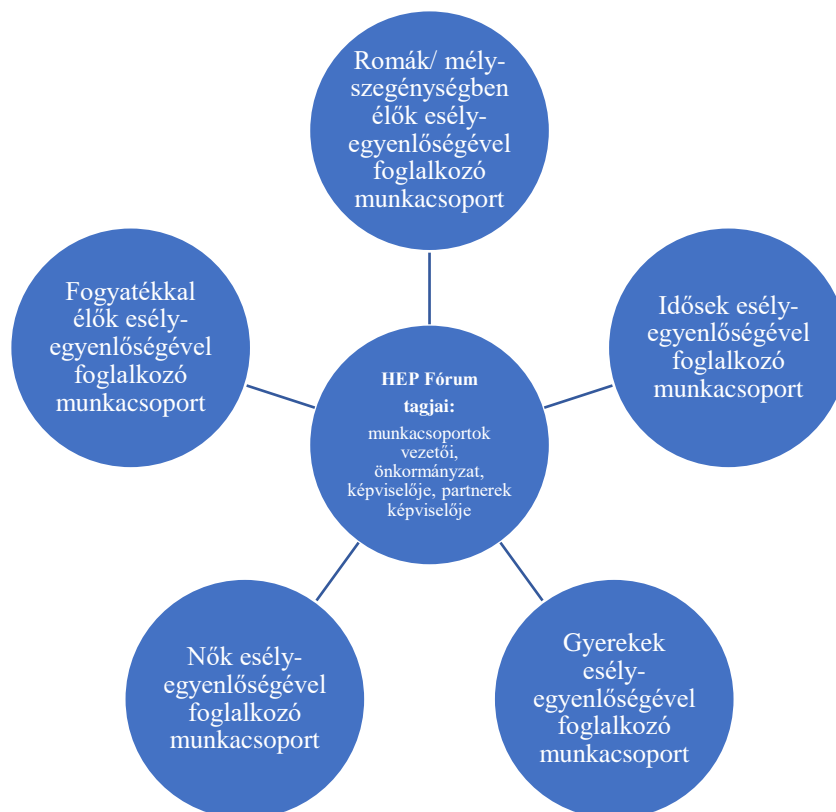 Romák/ mély-
szegénységben
élők esély-
egyenlőségével
foglalkozó
munkacsoport
Fogyatékkal
élők esély-
egyenlőségével
foglalkozó
munkacsoport
Idősek esély-
egyenlőségével
foglalkozó
munkacsoport
HEP Fórum
tagjai:
munkacsoportok
vezetői,
önkormányzat,
képviselője, partnerek
képviselője
Nők esély-
egyenlőségével
foglalkozó
munkacsoport
Gyerekek
esély-
egyenlőségével
foglalkozó
munkacsoport